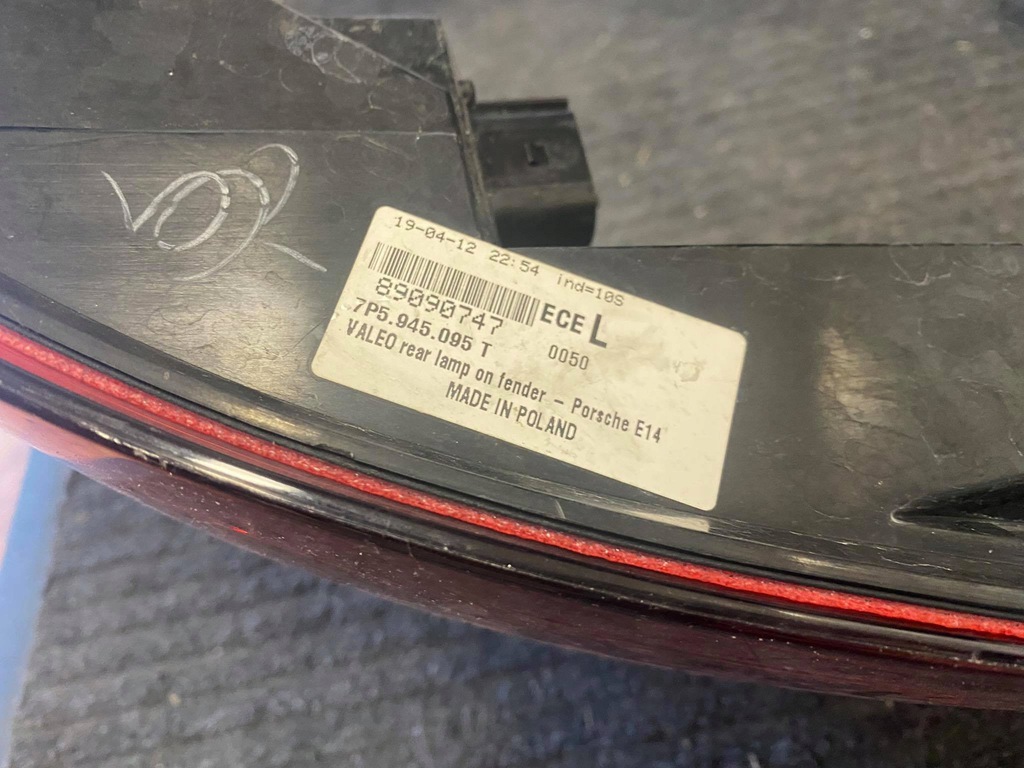 19-04-12 22:54 ind=10S
89090747 ECE L
7P5.945.095 T 0050
VALEO rear lamp on fender - Porsche E14
MADE IN POLAND